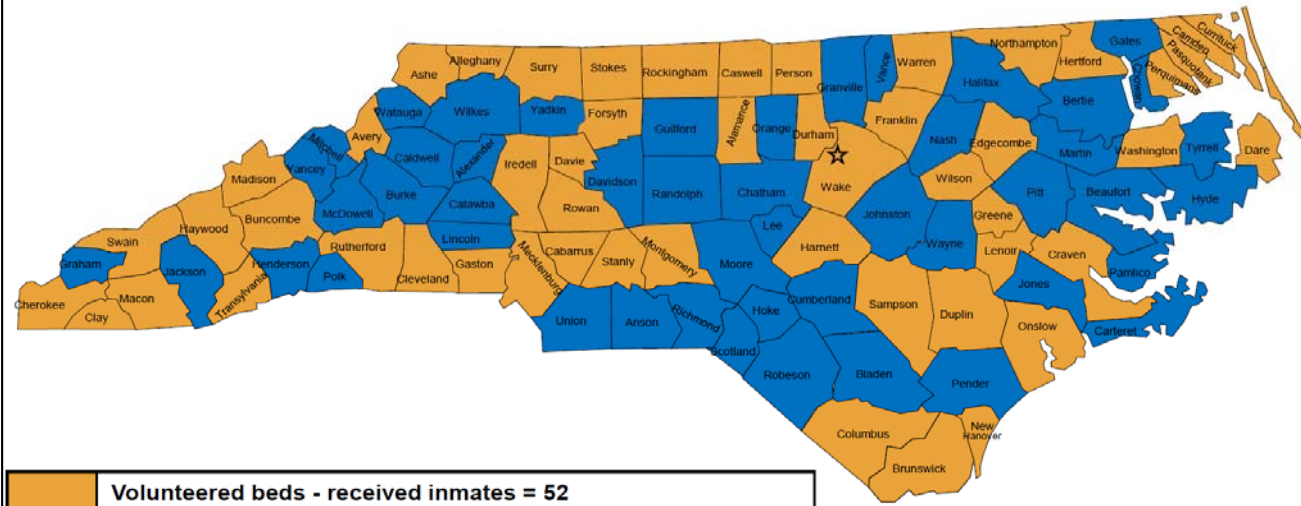 Ashe
Alleghany
Surry
Stokes
Rockingham
Caswell
Person
Granville
Vance
Warren
Northampton
Hertford
Gates
Currituck
Camden
Pasquotank
Perquimans
Chowan
Halifax
Bertie
Watauga
Wilkes
Yadkin
Forsyth
Guilford
Alamance
Orange
Durham
Franklin
Nash
Edgecombe
Martin
Washington
Tyrrell
Dare
Avery
Mitchell
Yancey
Caldwell
Alexander
Iredell
Davie
Davidson
Randolph
Chatham
Wake
Wilson
Pitt
Beaufort
Hyde
Madison
Buncombe
McDowell
Burke
Catawba
Rowan
Lee
Johnston
Greene
Wayne
Lenoir
Craven
Pamlico
Swain
Haywood
Rutherford
Lincoln
Cabarrus
Stanly
Montgomery
Moore
Harnett
Graham
Jackson
Henderson
Polk
Cleveland
Gaston
Mecklenburg
Cherokee
Macon
Clay
Transylvania
Union
Anson
Richmond
Hoke
Cumberland
Sampson
Duplin
Jones
Onslow
Carteret
Scotland
Robeson
Bladen
Pender
Columbus
Brunswick
New
Hanover
Volunteered beds - received inmates = 52